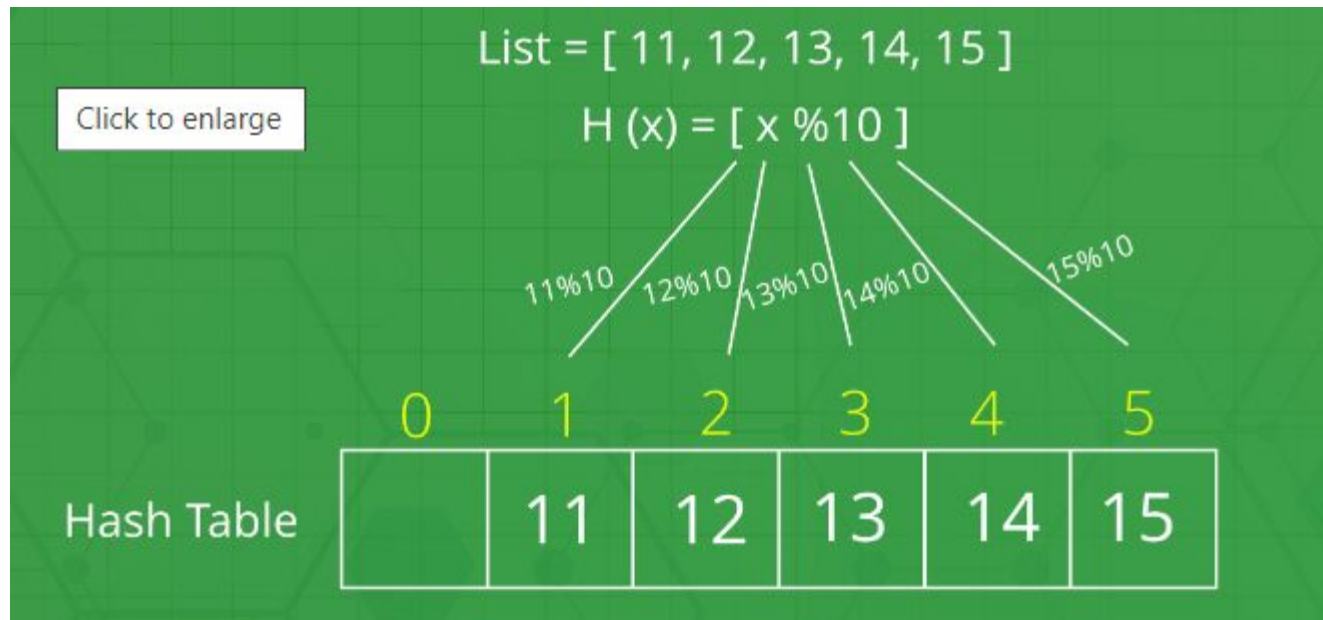 List = [ 11, 12, 13, 14, 15 ]
Click to enlarge
H (x) = [ x %10 ]
11%10 12%10 13%10 14%10 15%10
0 1 2 3 4 5
Hash Table 11 12 13 14 15